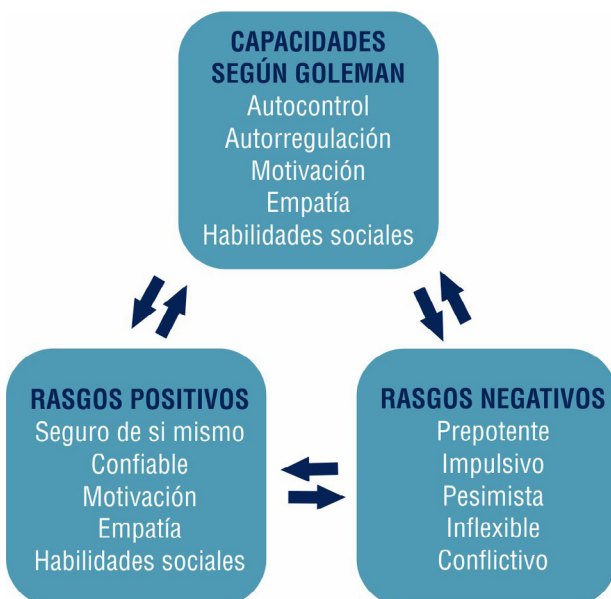 CAPACIDADES
SEGÚN GOLEMAN
Autocontrol
Autorregulación
Motivación
Empatía
Habilidades sociales
RASGOS POSITIVOS
Seguro de si mismo
Confiable
Motivación
Empatía
Habilidades sociales
RASGOS NEGATIVOS
Prepotente
Impulsivo
Pesimista
Inflexible
Conflictivo